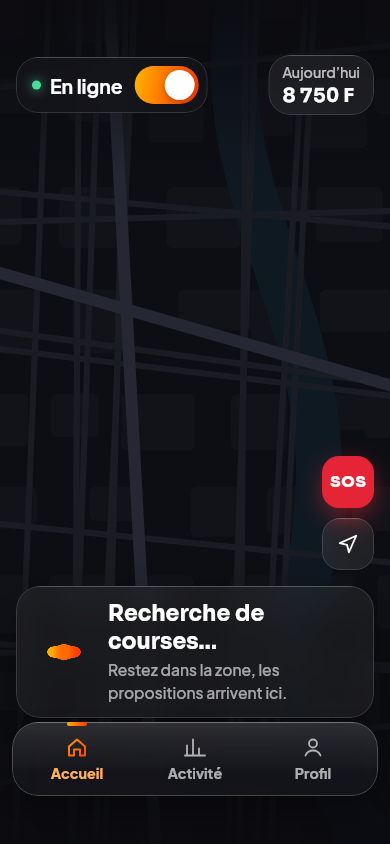 En ligne
Aujourd'hui
8 750 F
SOS
Recherche de
courses...
Restez dans la zone, les
propositions arrivent ici.
Accueil
Activité
Profil